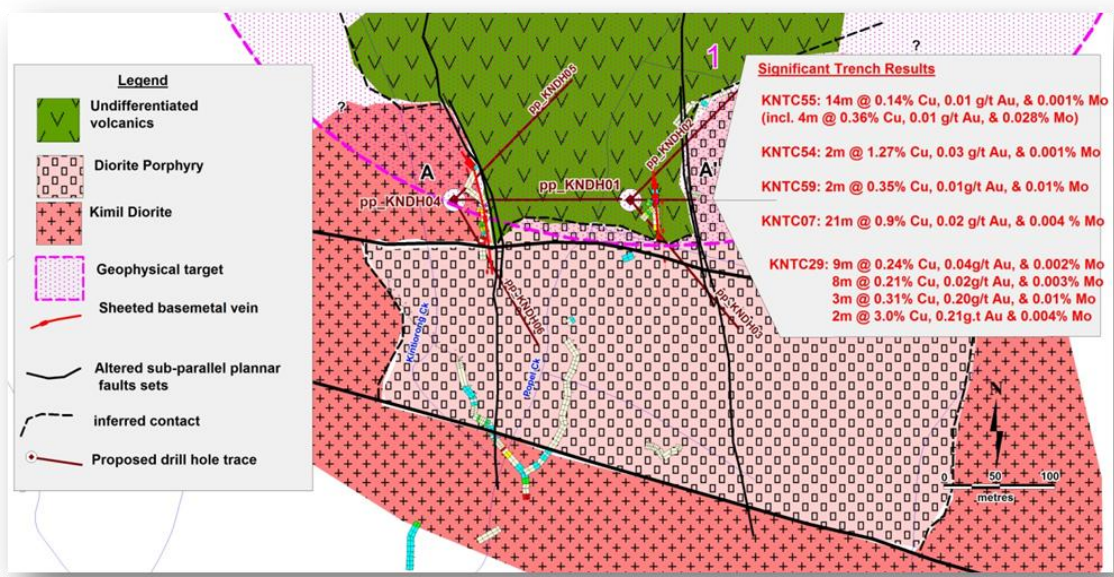 Legend
Undifferentiated
volcanics
Diorite Porphyry
Kimil Diorite
Geophysical target
Sheeted basemetal vein
Altered sub-parallel plannar
faults sets
inferred contact
Proposed drill hole trace
?
?
1
pp_KNDH05
pp_KNDH02
A
A'
pp_KNDH01
pp_KNDH04
pp_KNDH06
pp_KNDH03
Kintiorong Ck
Popel Ck
Significant Trench Results
KNTC55: 14m @ 0.14% Cu, 0.01 g/t Au, & 0.001% Mo
(incl. 4m @ 0.36% Cu, 0.01 g/t Au, & 0.028% Mo)
KNTC54: 2m @ 1.27% Cu, 0.03 g/t Au, & 0.001% Mo
KNTC59: 2m @ 0.35% Cu, 0.01g/t Au, & 0.01% Mo
KNTC07: 21m @ 0.9% Cu, 0.02 g/t Au, & 0.004 % Mo
KNTC29: 9m @ 0.24% Cu, 0.04g/t Au, & 0.002% Mo
8m @ 0.21% Cu, 0.02g/t Au, & 0.003% Mo
3m @ 0.31% Cu, 0.20g/t Au, & 0.01% Mo
2m @ 3.0% Cu, 0.21g.t Au & 0.004% Mo
N
0 50 100
metres